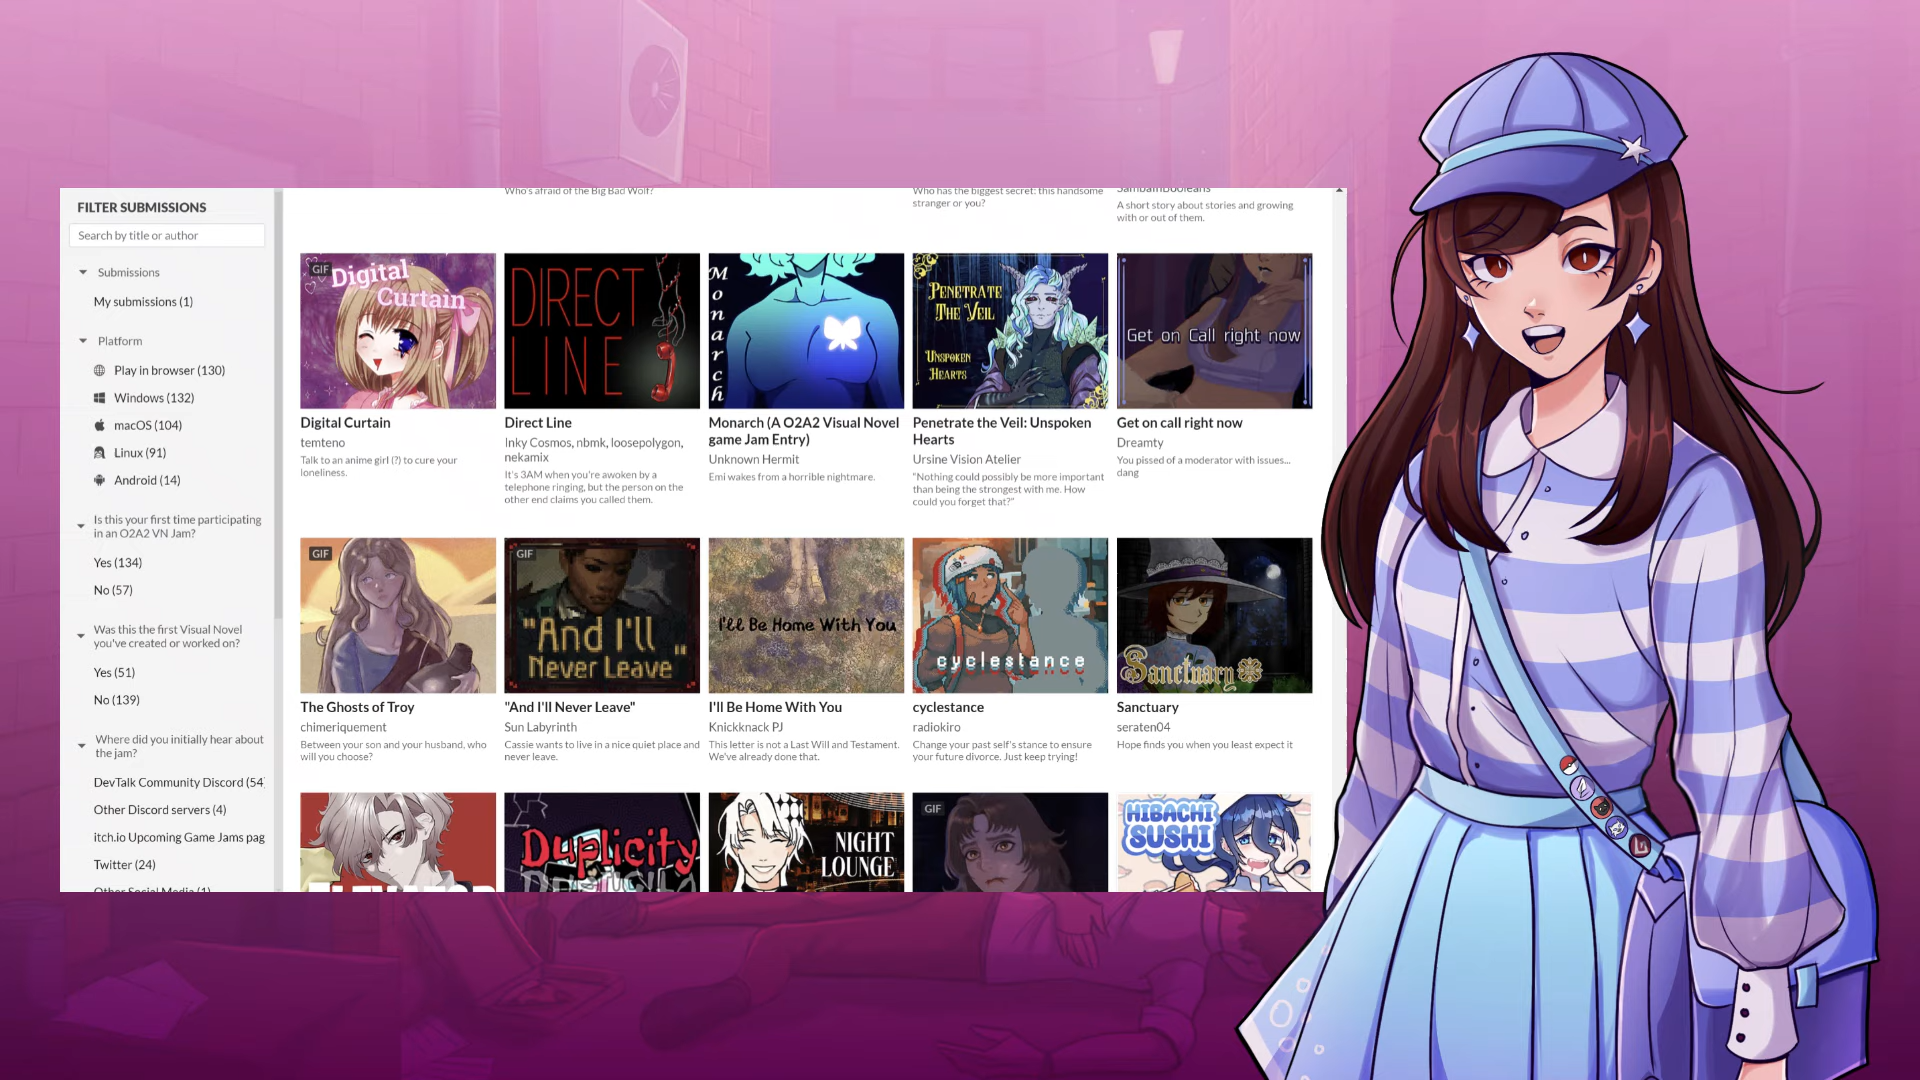 FILTER SUBMISSIONS
Search by title or author
Submissions
My submissions (1)
Platform
Play in browser (130)
Windows (132)
macOS (104)
Linux (91)
Android (14)
Is this your first time participating
in an O2A2 VN Jam?
Yes (134)
No (57)
Was this the first Visual Novel
you've created or worked on?
Yes (51)
No (139)
Where did you initially hear about
the jam?
DevTalk Community Discord (54
Other Discord servers (4)
itch.io Upcoming Game Jams pag
Twitter (24)
Other Social Media (1)
Who's afraid of the Big Bad Wolf?
Who has the biggest secret: this handsome
stranger or you?
SambambBooleans
A short story about stories and growing
with or out of them.
GIF
Digital
Curtain
Digital Curtain
temteno
Talk to an anime girl (?) to cure your
loneliness.
DIRECT
LINE
Direct Line
Inky Cosmos, nbmk, loosepolygon,
nekamix
It's 3AM when you're awoken by a
telephone ringing, but the person on the
other end claims you called them.
Monarch
Monarch (A O2A2 Visual Novel
game Jam Entry)
Unknown Hermit
Emi wakes from a horrible nightmare.
PENETRATE
THE VEIL
UNSPOKEN
HEARTS
Penetrate the Veil: Unspoken
Hearts
Ursine Vision Atelier
"Nothing could possibly be more important
than being the strongest with me. How
could you forget that?"
Get on Call right now
Get on call right now
Dreamty
You pissed of a moderator with issues...
dang
GIF
The Ghosts of Troy
chimeriquement
Between your son and your husband, who
will you choose?
GIF
"And I'll
Never Leave"
"And I'll Never Leave"
Sun Labyrinth
Cassie wants to live in a nice quiet place and
never leave.
I'll Be Home With You
I'll Be Home With You
Knickknack PJ
This letter is not a Last Will and Testament.
We've already done that.
cyclestance
cyclestance
radiokiro
Change your past self's stance to ensure
your future divorce. Just keep trying!
Sanctuary
Sanctuary
seraten04
Hope finds you when you least expect it
Duplicity
NIGHT
LOUNGE
GIF
HIBACHI
SUSHI